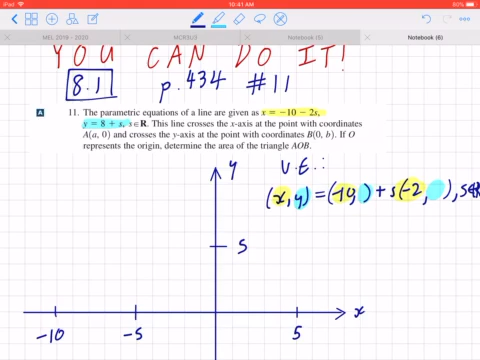 iPad 10:41 AM 36%
MEL 2019 - 2020 MCR3U3 Notebook (5) Notebook (6)
YOU CAN DO IT!
8.1 p.434 #11
A 11. The parametric equations of a line are given as x = −10 − 2s,
y = 8 + s, s∈R. This line crosses the x-axis at the point with coordinates
A(a, 0) and crosses the y-axis at the point with coordinates B(0, b). If O
represents the origin, determine the area of the triangle AOB.
V.E.:
(x, y) = (-10, ) + s(-2, ), s∈R
y
5
-10 -5 5 x